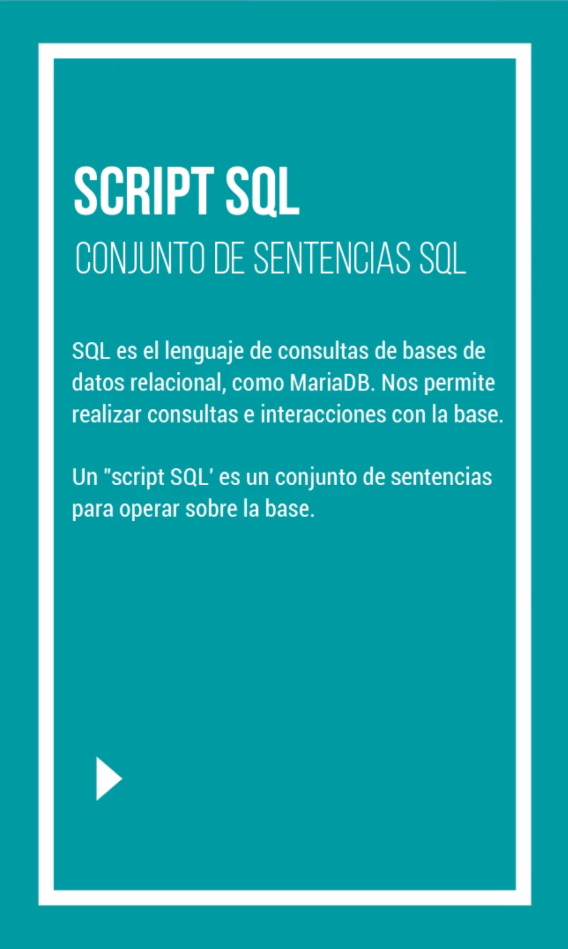 SCRIPT SQL
CONJUNTO DE SENTENCIAS SQL
SQL es el lenguaje de consultas de bases de
datos relacional, como MariaDB. Nos permite
realizar consultas e interacciones con la base.
Un "script SQL' es un conjunto de sentencias
para operar sobre la base.